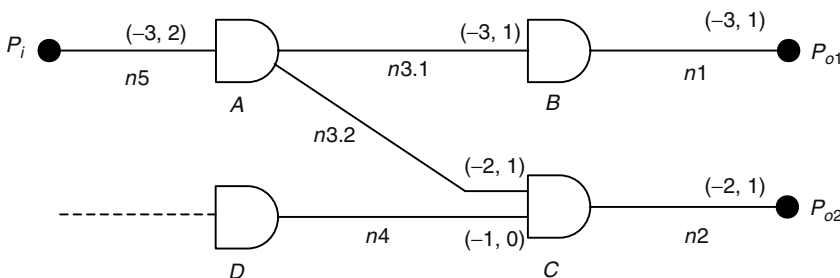 (-3, 2) (-3, 1) (-3, 1)
P_i P_o1
n5 n3.1 n1
A B
n3.2
(-2, 1) (-2, 1)
P_o2
n4 (-1, 0) n2
D C